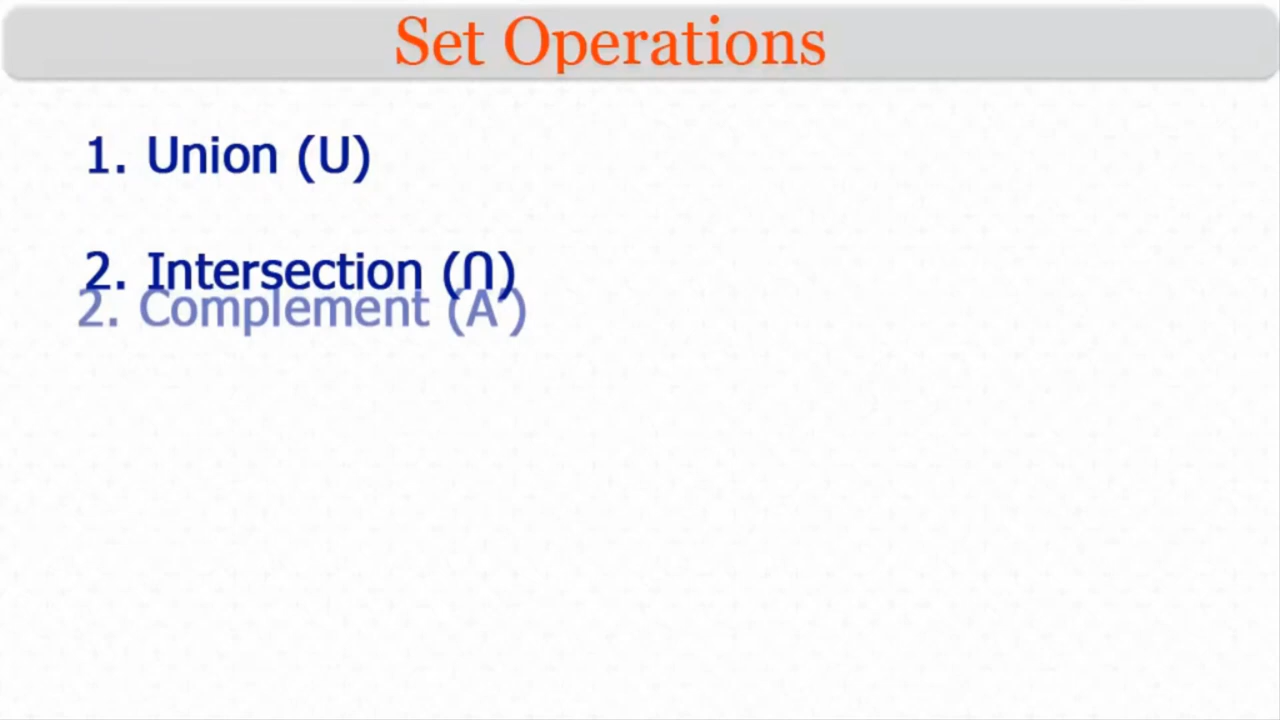 Set Operations
1. Union (U)
2. Intersection (∩)
2. Complement (A’)